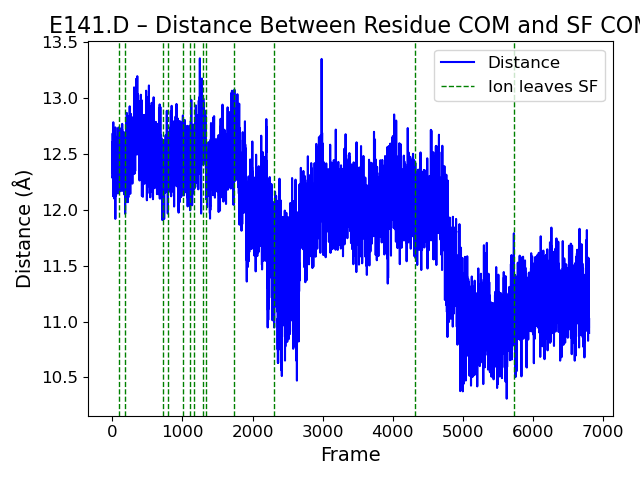 E141.D – Distance Between Residue COM and SF COM
13.5
13.0
12.5
12.0
11.5
11.0
10.5
Distance (Å)
Distance
Ion leaves SF
0 1000 2000 3000 4000 5000 6000 7000
Frame